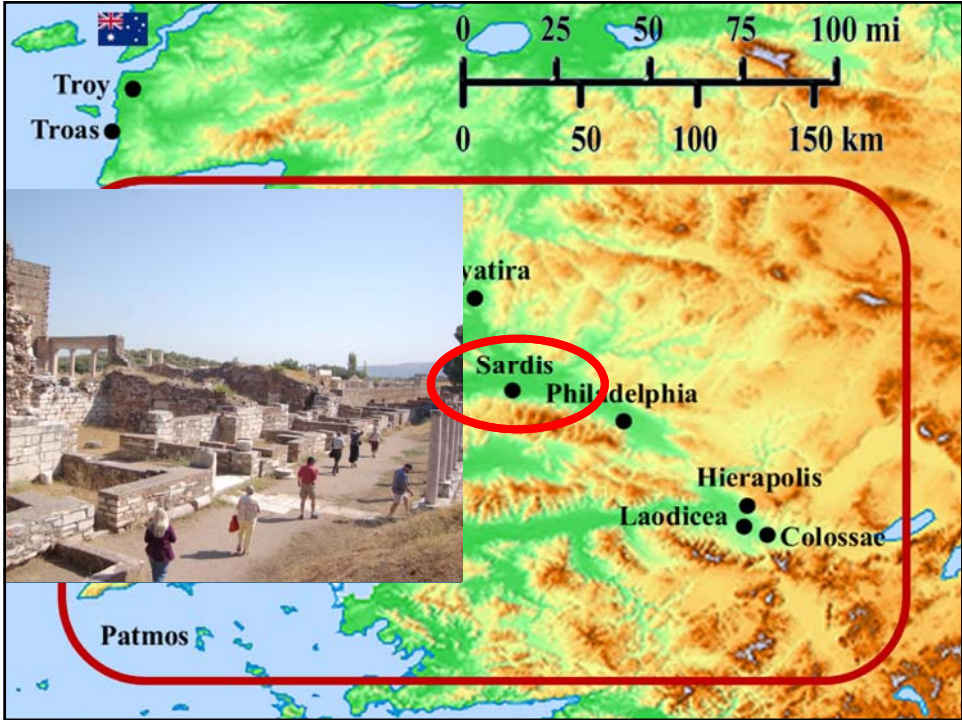 0 25 50 75 100 mi
Troy
Troas
0 50 100 150 km
yatira
Sardis
Philadelphia
Hierapolis
Laodicea
Colossae
Patmos